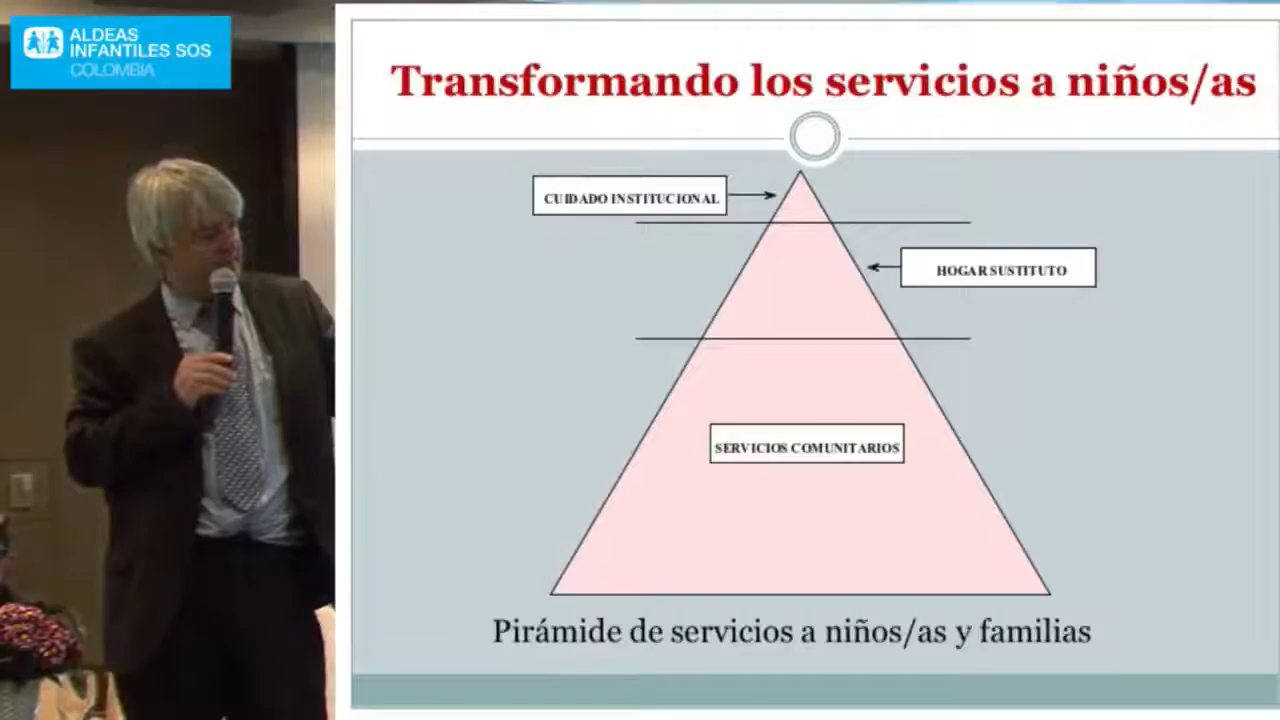 ALDEAS
INFANTILES SOS
COLOMBIA
Transformando los servicios a niños/as
CUIDADO INSTITUCIONAL
HOGAR SUSTITUTO
SERVICIOS COMUNITARIOS
Pirámide de servicios a niños/as y familias